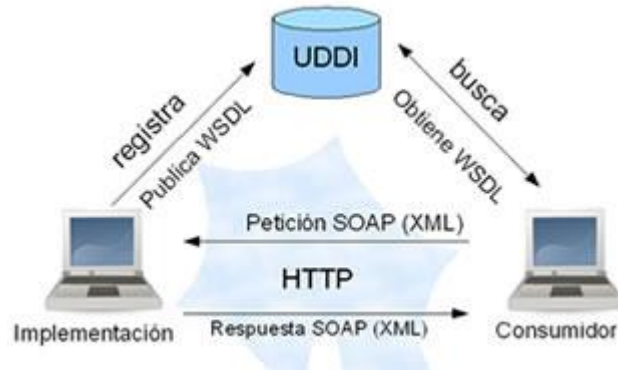 UDDI
registra
Publica WSDL
busca
Obtiene WSDL
Petición SOAP (XML)
HTTP
Respuesta SOAP (XML)
Implementación
Consumidor